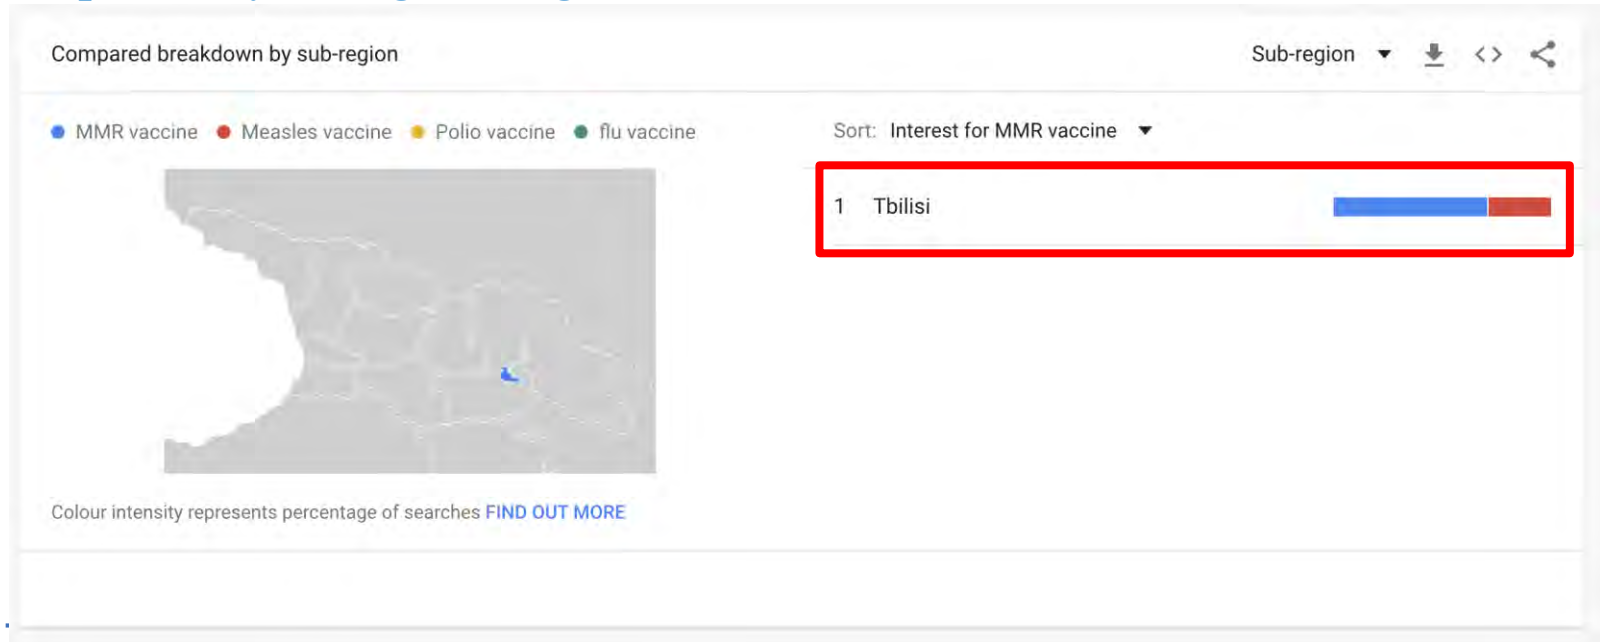 Compared breakdown by sub-region
Sub-region
MMR vaccine Measles vaccine Polio vaccine flu vaccine
Sort: Interest for MMR vaccine
1 Tbilisi
Colour intensity represents percentage of searches FIND OUT MORE